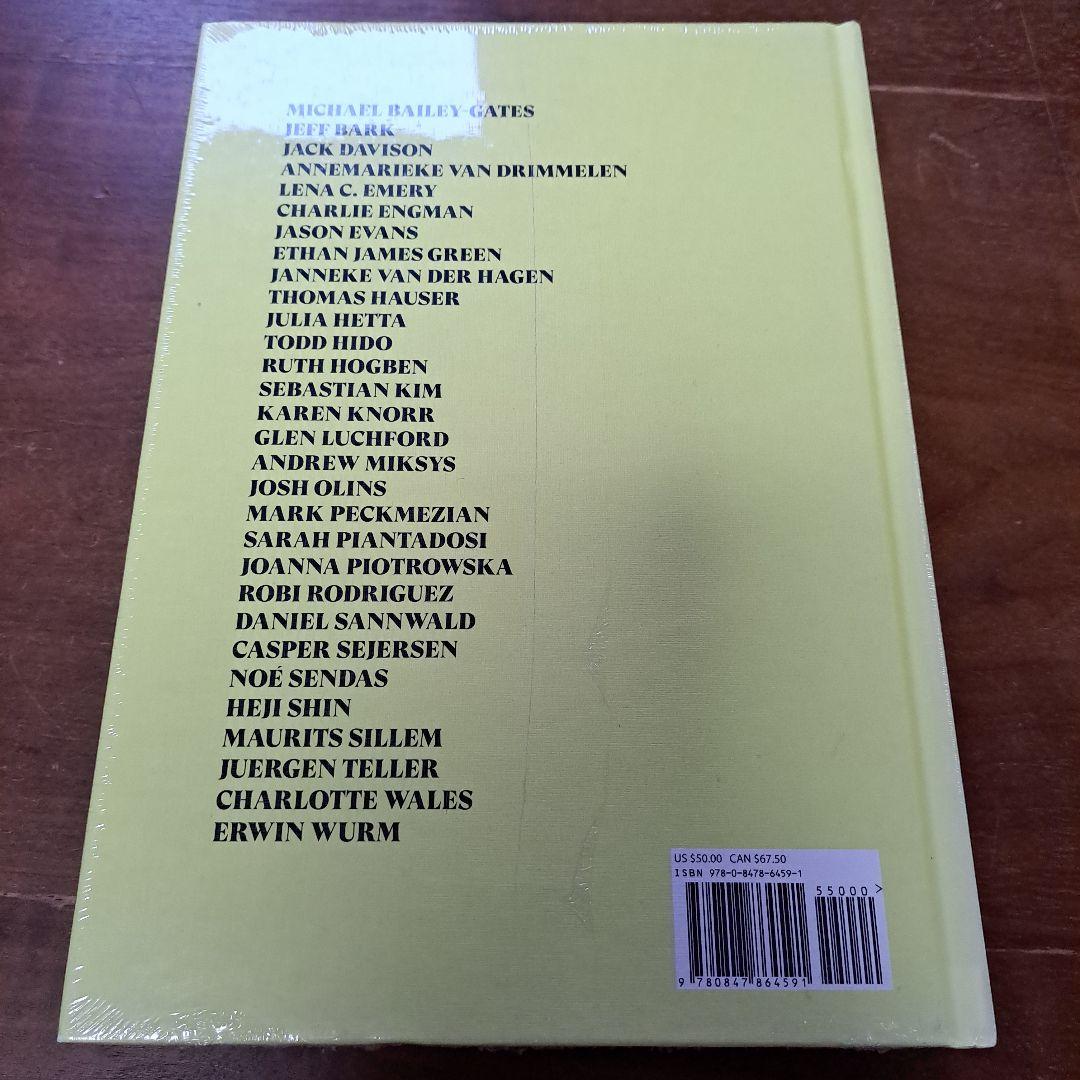 MICHAEL BAILEY-GATES
JEFF BARK
JACK DAVISON
ANNEMARIEKE VAN DRIMMELEN
LENA C. EMERY
CHARLIE ENGMAN
JASON EVANS
ETHAN JAMES GREEN
JANNEKE VAN DER HAGEN
THOMAS HAUSER
JULIA HETTA
TODD HIDO
RUTH HOGBEN
SEBASTIAN KIM
KAREN KNORR
GLEN LUCHFORD
ANDREW MIKSYS
JOSH OLINS
MARK PECKMEZIAN
SARAH PIANTADOSI
JOANNA PIOTROWSKA
ROBI RODRIGUEZ
DANIEL SANNWALD
CASPER SEJERSEN
NOÉ SENDAS
HEJI SHIN
MAURITS SILLEM
JUERGEN TELLER
CHARLOTTE WALES
ERWIN WURM
US $50.00 CAN $67.50
ISBN 978-0-8478-6459-1
55000>
9 780847 864591